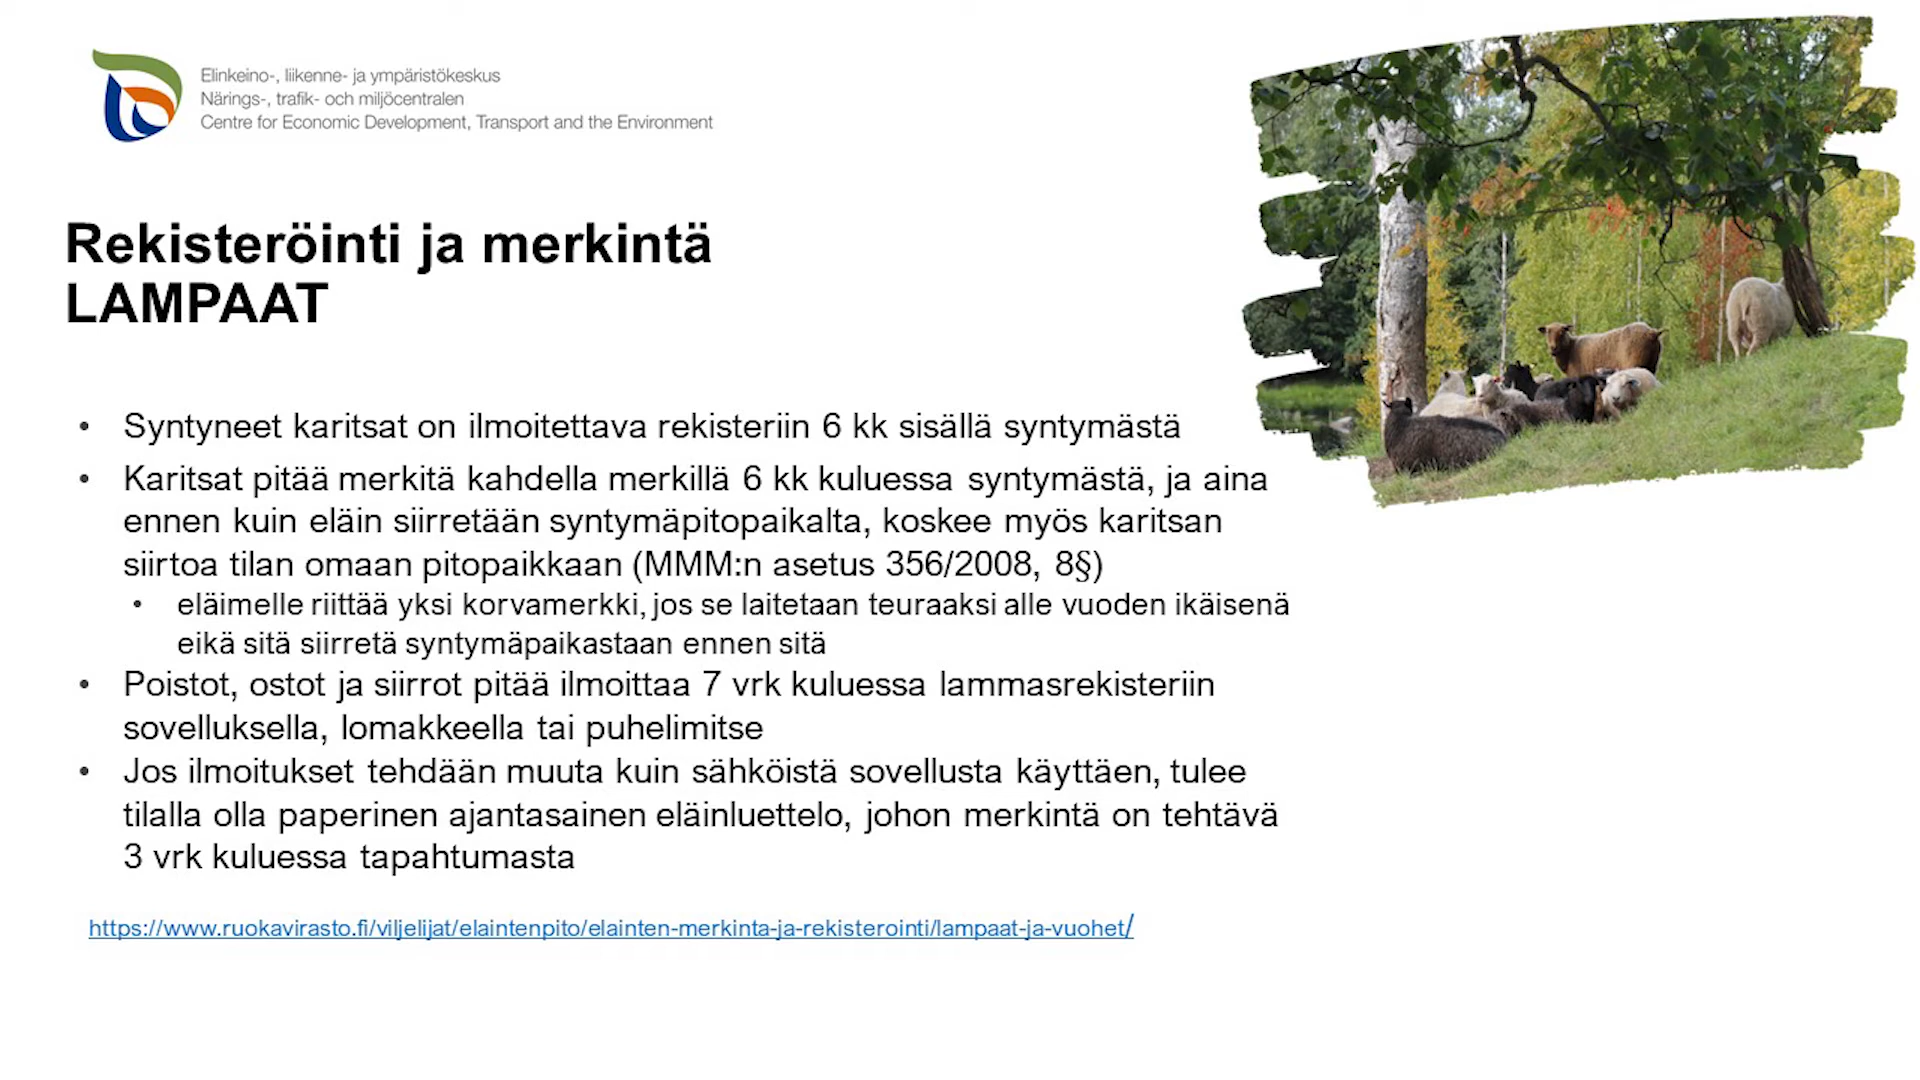 Elinkeino-, liikenne- ja ympäristökeskus
Närings-, trafik- och miljöcentralen
Centre for Economic Development, Transport and the Environment
Rekisteröinti ja merkintä
LAMPAAT
• Syntyneet karitsat on ilmoitettava rekisteriin 6 kk sisällä syntymästä
• Karitsat pitää merkitä kahdella merkillä 6 kk kuluessa syntymästä, ja aina
ennen kuin eläin siirretään syntymäpitopaikalta, koskee myös karitsan
siirtoa tilan omaan pitopaikkaan (MMM:n asetus 356/2008, 8§)
• eläimelle riittää yksi korvamerkki, jos se laitetaan teuraaksi alle vuoden ikäisenä
eikä sitä siirretä syntymäpaikastaan ennen sitä
• Poistot, ostot ja siirrot pitää ilmoittaa 7 vrk kuluessa lammasrekisteriin
sovelluksella, lomakkeella tai puhelimitse
• Jos ilmoitukset tehdään muuta kuin sähköistä sovellusta käyttäen, tulee
tilalla olla paperinen ajantasainen eläinluettelo, johon merkintä on tehtävä
3 vrk kuluessa tapahtumasta
https://www.ruokavirasto.fi/viljelijat/elaintenpito/elainten-merkinta-ja-rekisterointi/lampaat-ja-vuohet/